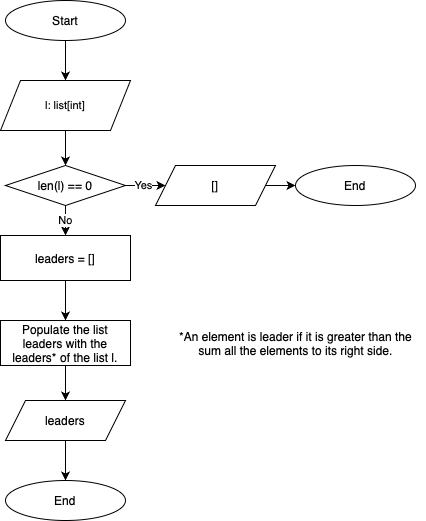 Start
l: list[int]
len(l) == 0
Yes
[]
End
No
leaders = []
Populate the list
leaders with the
leaders* of the list l.
*An element is leader if it is greater than the
sum all the elements to its right side.
leaders
End